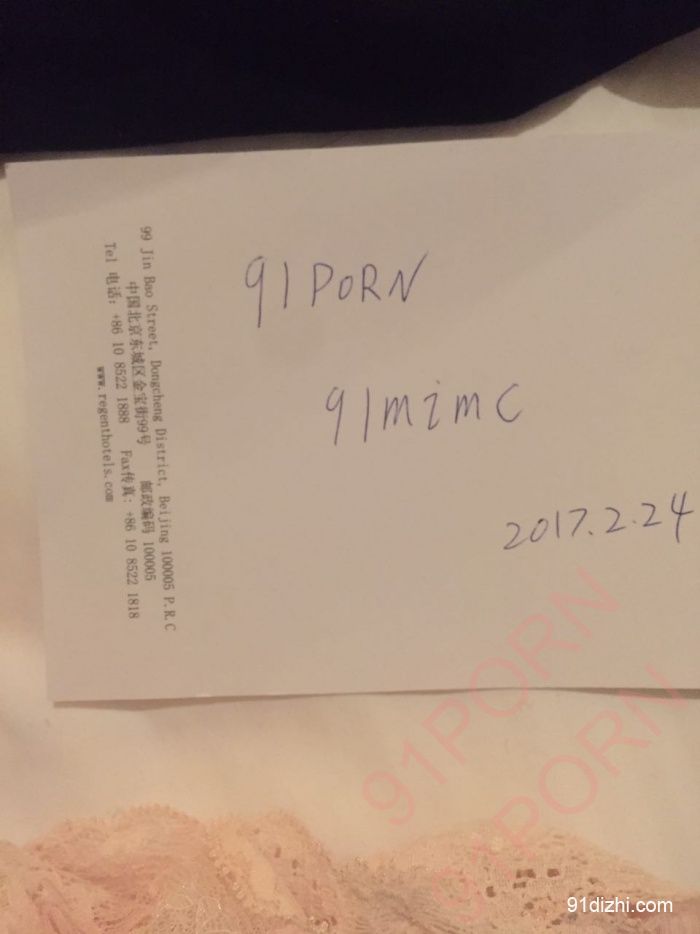 91PORN
91mimc
2017.2.24
99 Jin Bao Street, Dongcheng District, Beijing 100005 P.R.C
中国北京东城区金宝街99号 邮政编码 100005
Tel 电话: +86 10 8522 1888 Fax传真: +86 10 8522 1818
www.regenthotels.com
91PORN
91PORN
91dizhi.com